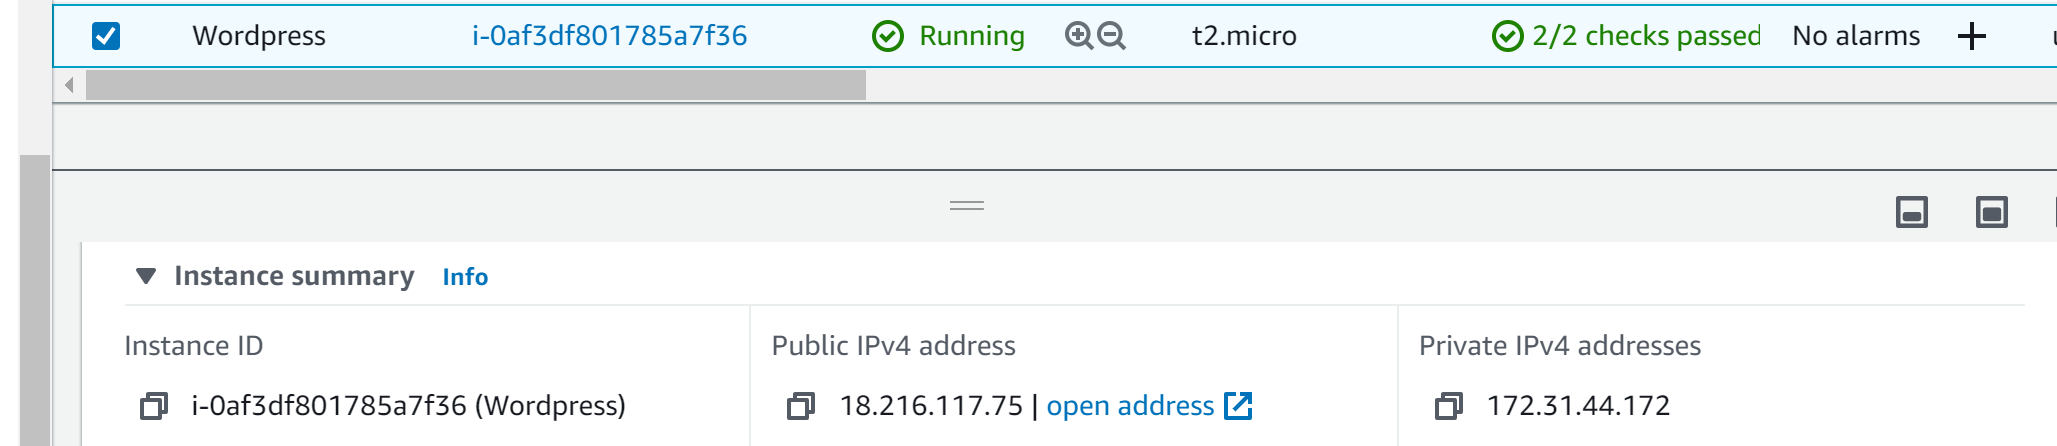 Wordpress i-0af3df801785a7f36 Running t2.micro 2/2 checks passed No alarms +
Instance summary Info
Instance ID Public IPv4 address Private IPv4 addresses
i-0af3df801785a7f36 (Wordpress) 18.216.117.75 | open address 172.31.44.172